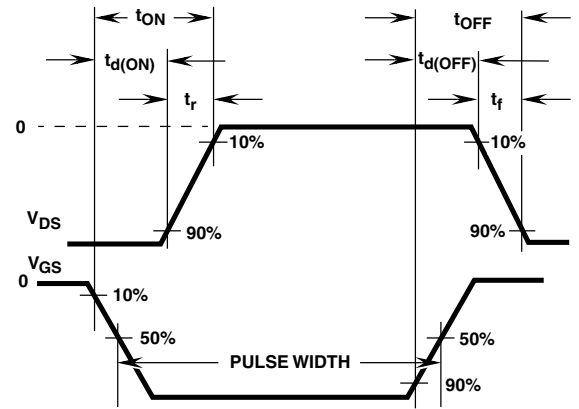 tON
tOFF
td(ON)
td(OFF)
tr
tf
0
10%
10%
VDS
90%
90%
VGS
0
10%
50%
50%
PULSE WIDTH
90%